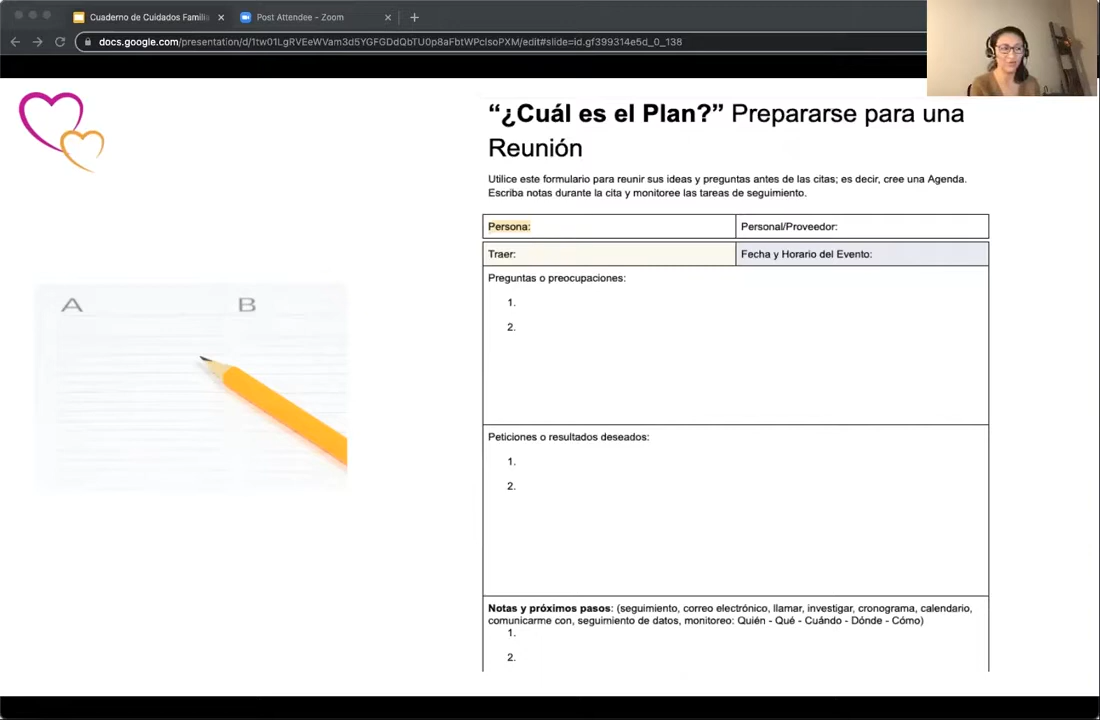 Cuaderno de Cuidados Famili
Post Attendee - Zoom
docs.google.com/presentation/d/1tw01LgRVEeWVam3d5YGFGDdQbTU0p8aFbtWPcIsoPXM/edit#slide=id.gf399314e5d_0_138
“¿Cuál es el Plan?” Prepararse para una
Reunión
Utilice este formulario para reunir sus ideas y preguntas antes de las citas; es decir, cree una Agenda.
Escriba notas durante la cita y monitoree las tareas de seguimiento.
Persona:
Personal/Proveedor:
Traer:
Fecha y Horario del Evento:
Preguntas o preocupaciones:
1.
2.
A
B
Peticiones o resultados deseados:
1.
2.
Notas y próximos pasos: (seguimiento, correo electrónico, llamar, investigar, cronograma, calendario,
comunicarme con, seguimiento de datos, monitoreo: Quién - Qué - Cuándo - Dónde - Cómo)
1.
2.